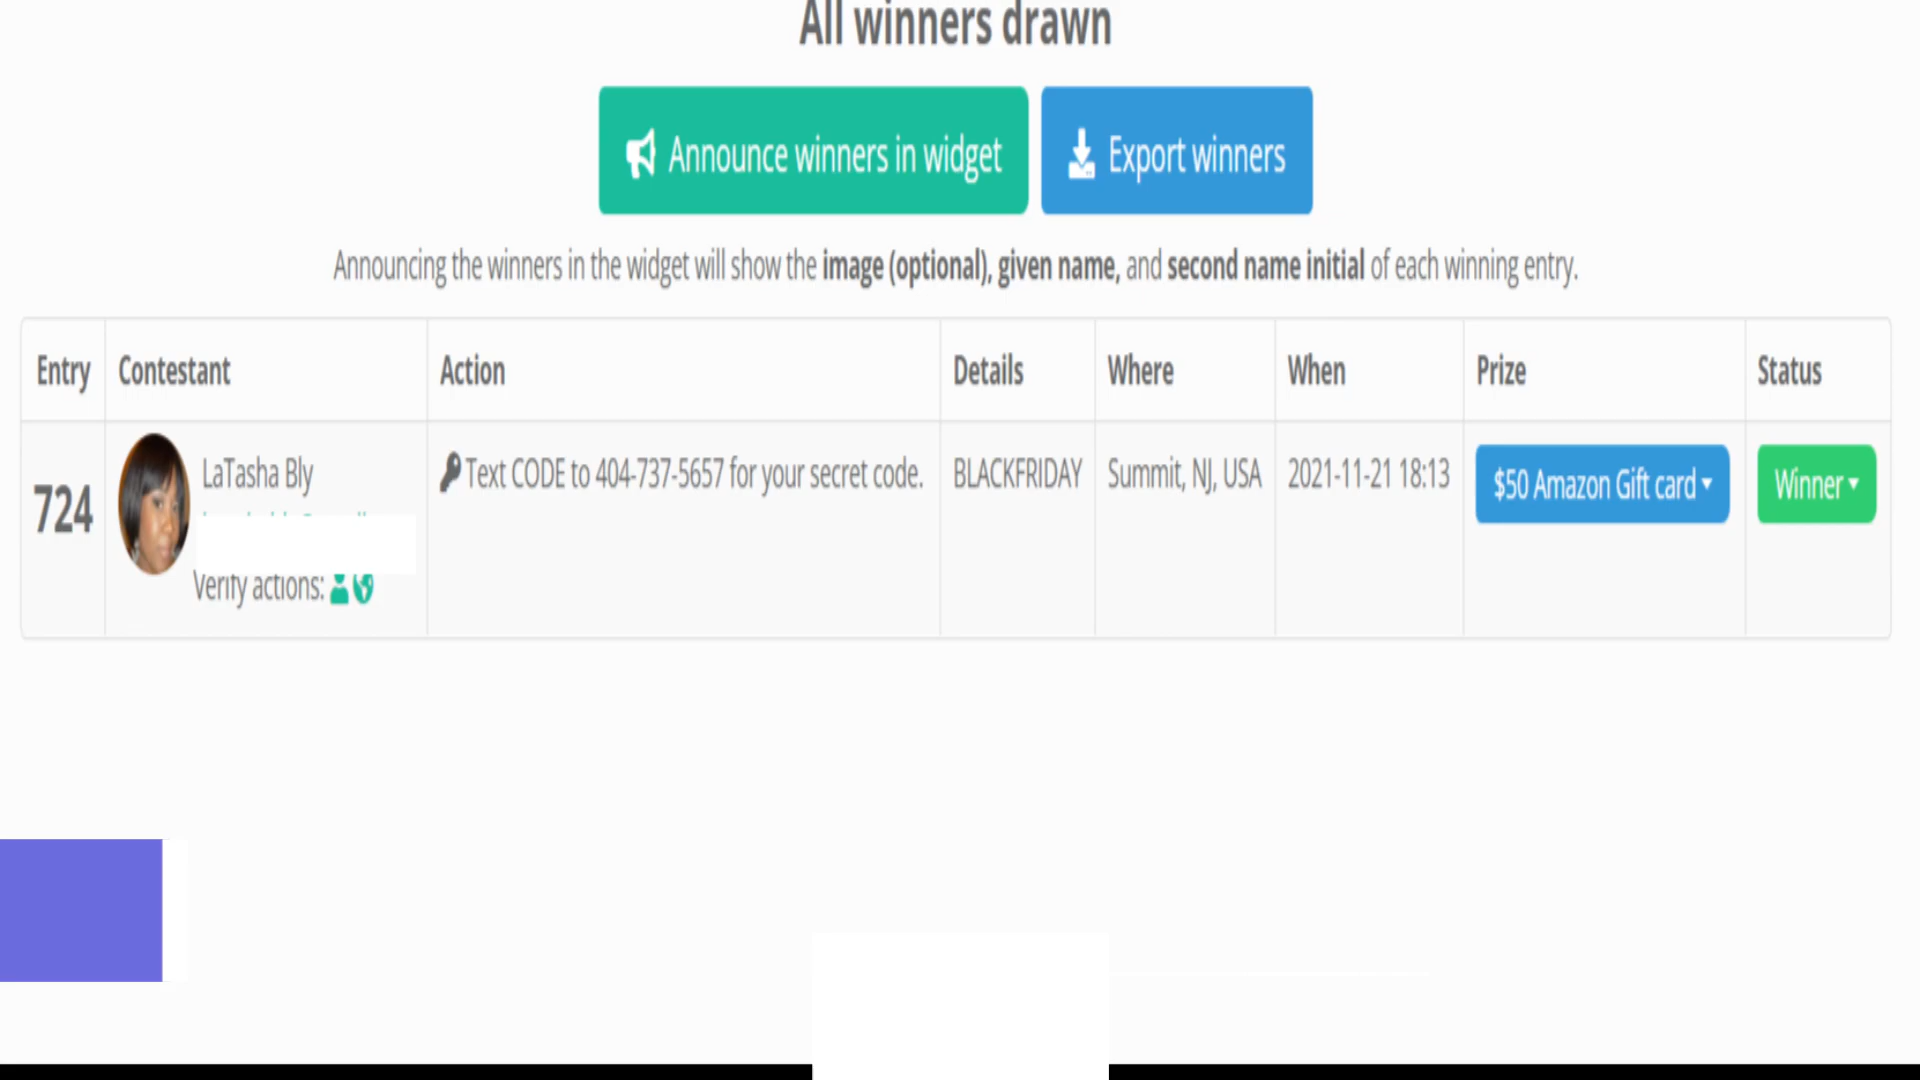 All winners drawn
Announce winners in widget
Export winners
Announcing the winners in the widget will show the image (optional), given name, and second name initial of each winning entry.
Entry Contestant Action Details Where When Prize Status
724 LaTasha Bly Text CODE to 404-737-5657 for your secret code. BLACKFRIDAY Summit, NJ, USA 2021-11-21 18:13 $50 Amazon Gift card Winner
Verify actions: